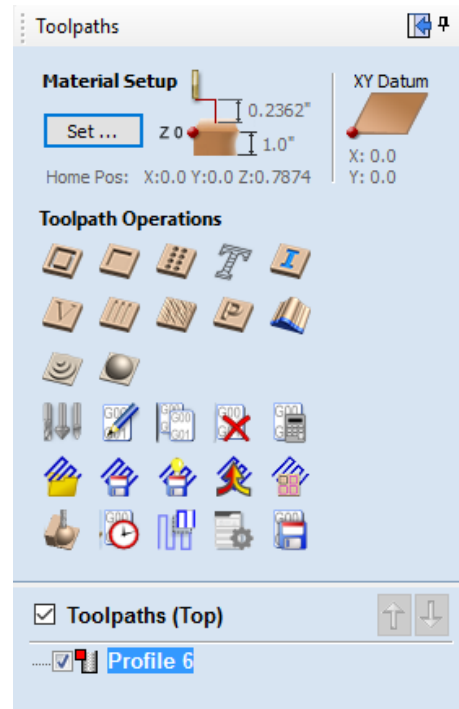 Toolpaths
Material Setup
XY Datum
0.2362"
Set ...
Z 0
1.0"
X: 0.0
Home Pos: X:0.0 Y:0.0 Z:0.7874
Y: 0.0
Toolpath Operations
Toolpaths (Top)
Profile 6